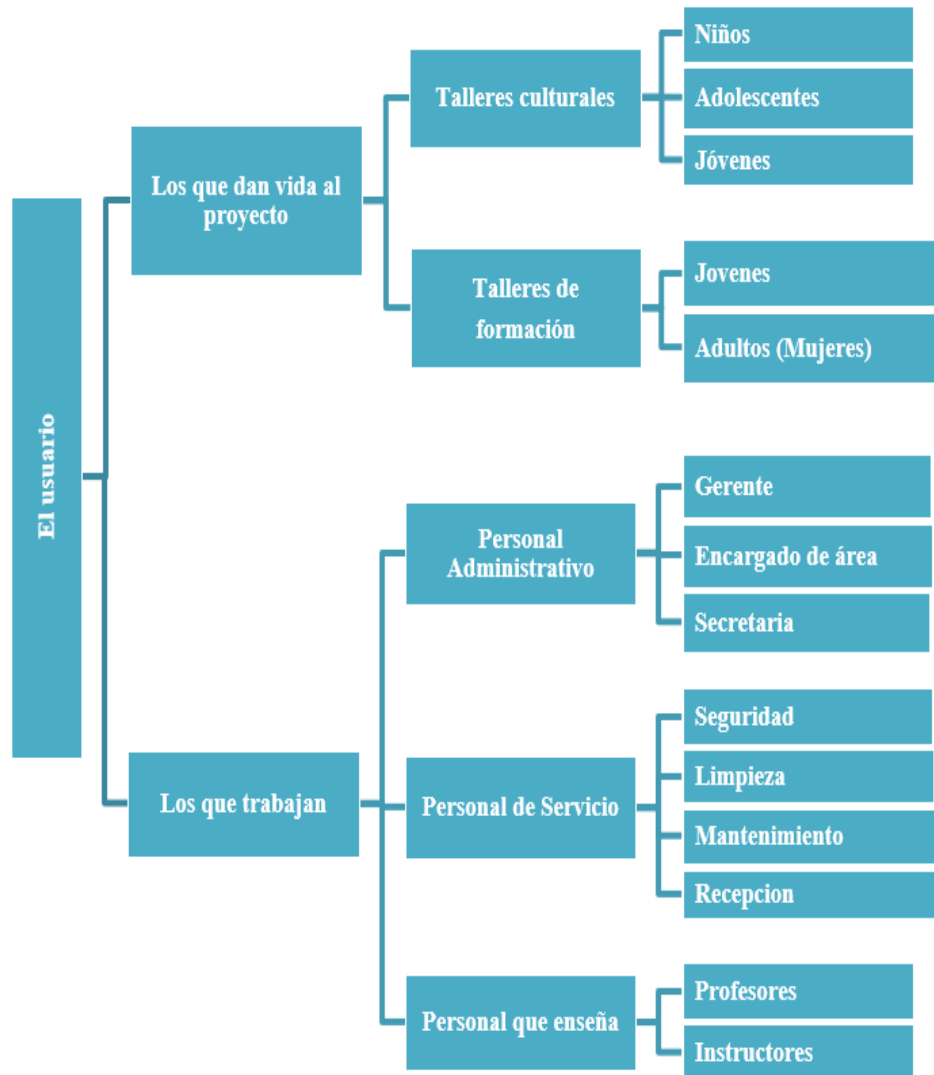 El usuario
Los que dan vida al
proyecto
Talleres culturales
Niños
Adolescentes
Jóvenes
Talleres de
formación
Jovenes
Adultos (Mujeres)
Los que trabajan
Personal
Administrativo
Gerente
Encargado de área
Secretaria
Personal de Servicio
Seguridad
Limpieza
Mantenimiento
Recepcion
Personal que enseña
Profesores
Instructores